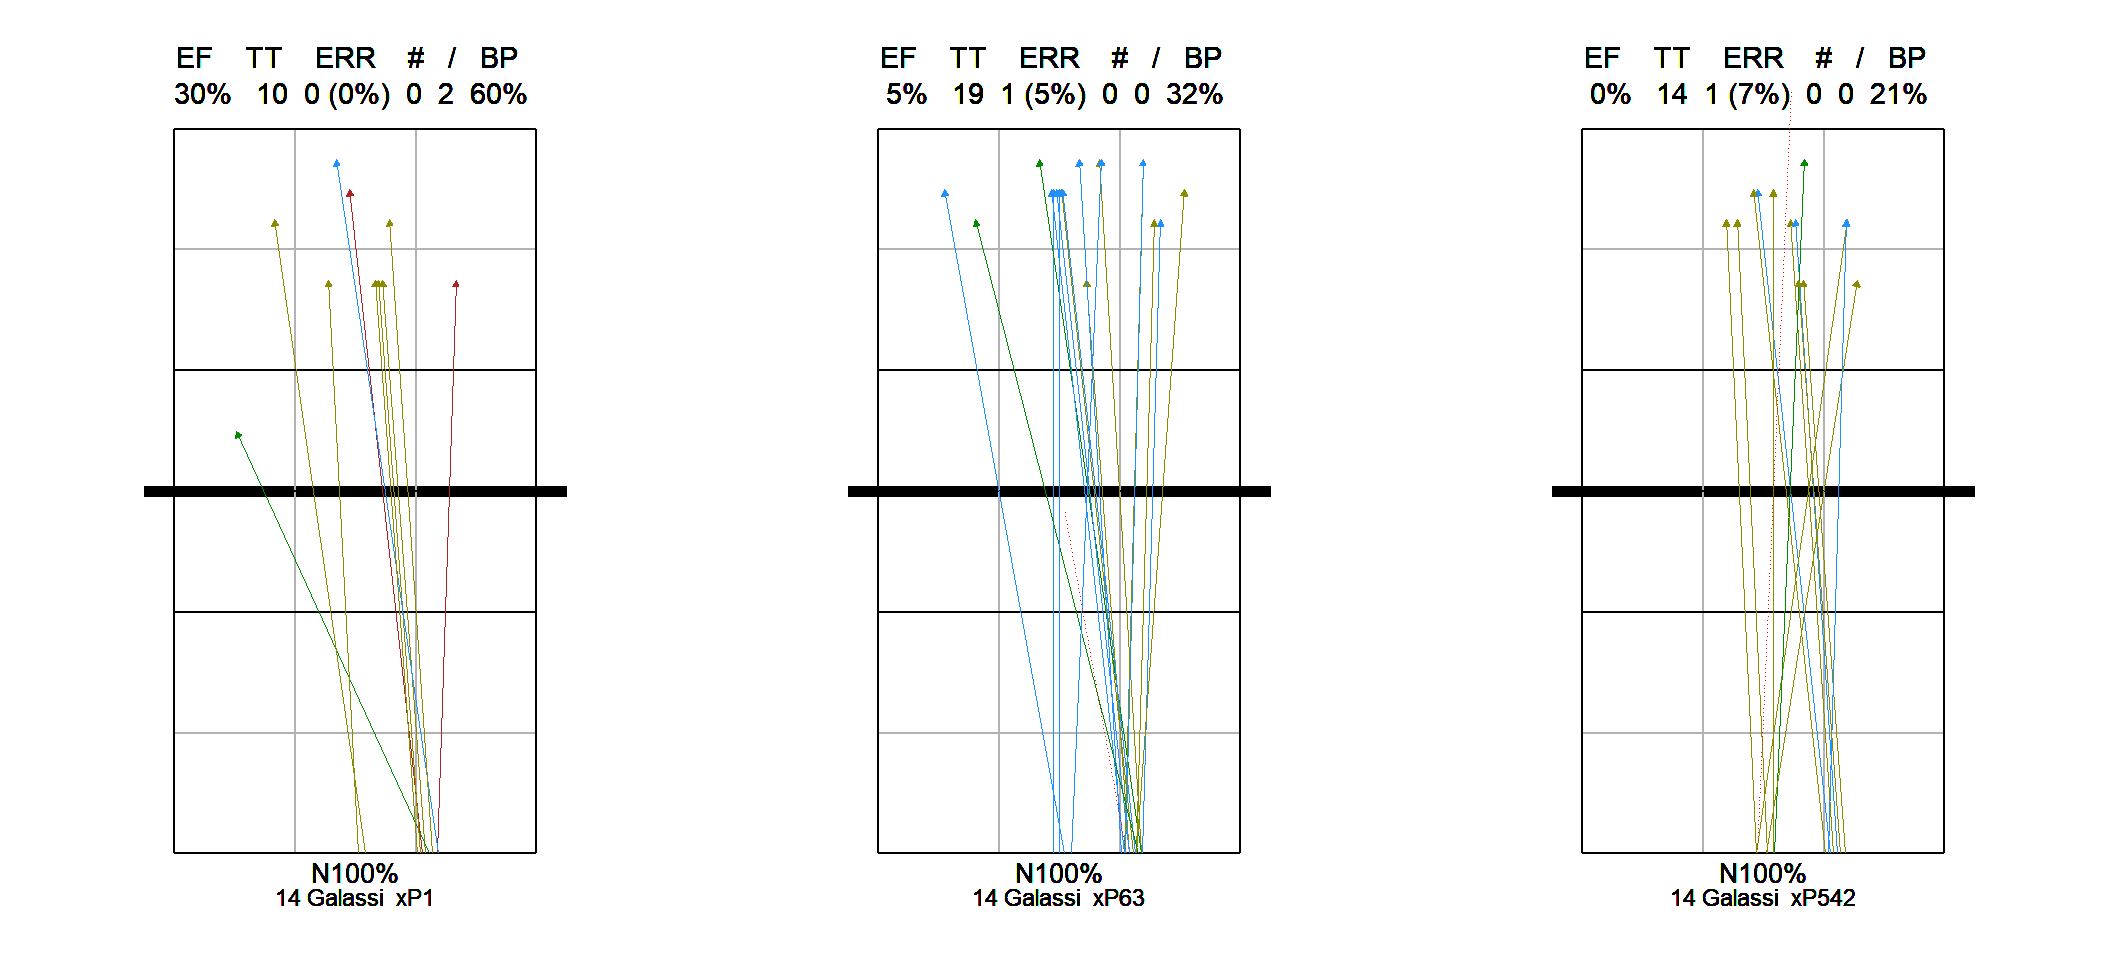 EF TT ERR # / BP
30% 10 0 (0%) 0 2 60%
N100%
14 Galassi xP1
EF TT ERR # / BP
5% 19 1 (5%) 0 0 32%
N100%
14 Galassi xP63
EF TT ERR # / BP
0% 14 1 (7%) 0 0 21%
N100%
14 Galassi xP542